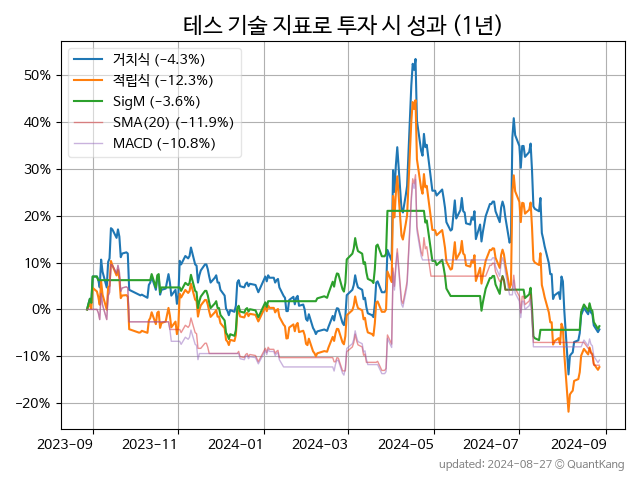 테스 기술 지표로 투자 시 성과 (1년)
거치식 (−4.3%)
적립식 (−12.3%)
SigM (−3.6%)
SMA(20) (−11.9%)
MACD (−10.8%)
50%
40%
30%
20%
10%
0%
−10%
−20%
2023-09 2023-11 2024-01 2024-03 2024-05 2024-07 2024-09
updated: 2024-08-27 © QuantKang